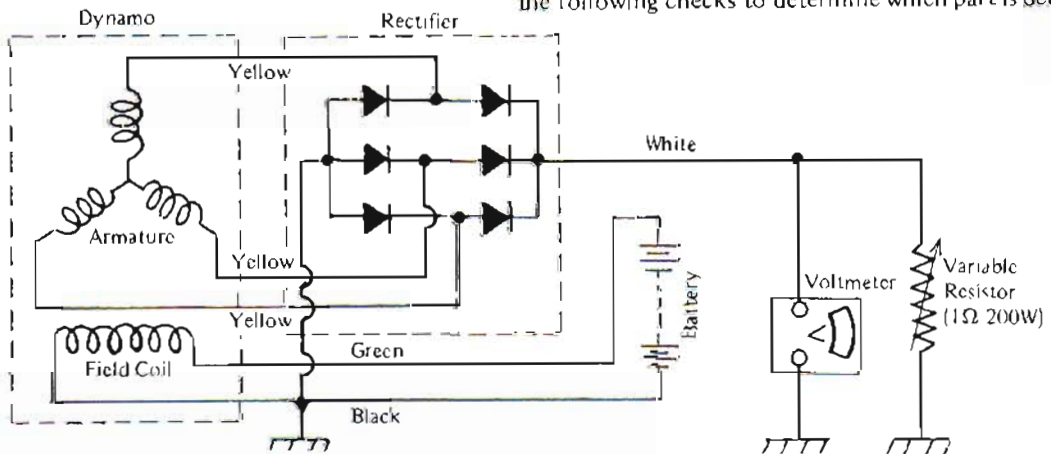 the following checks to determine which part is
Dynamo
Rectifier
Yellow
White
Armature
Yellow
Yellow
Voltmeter
Variable
Resistor
(1Ω 200W)
Battery
Green
Field Coil
Black